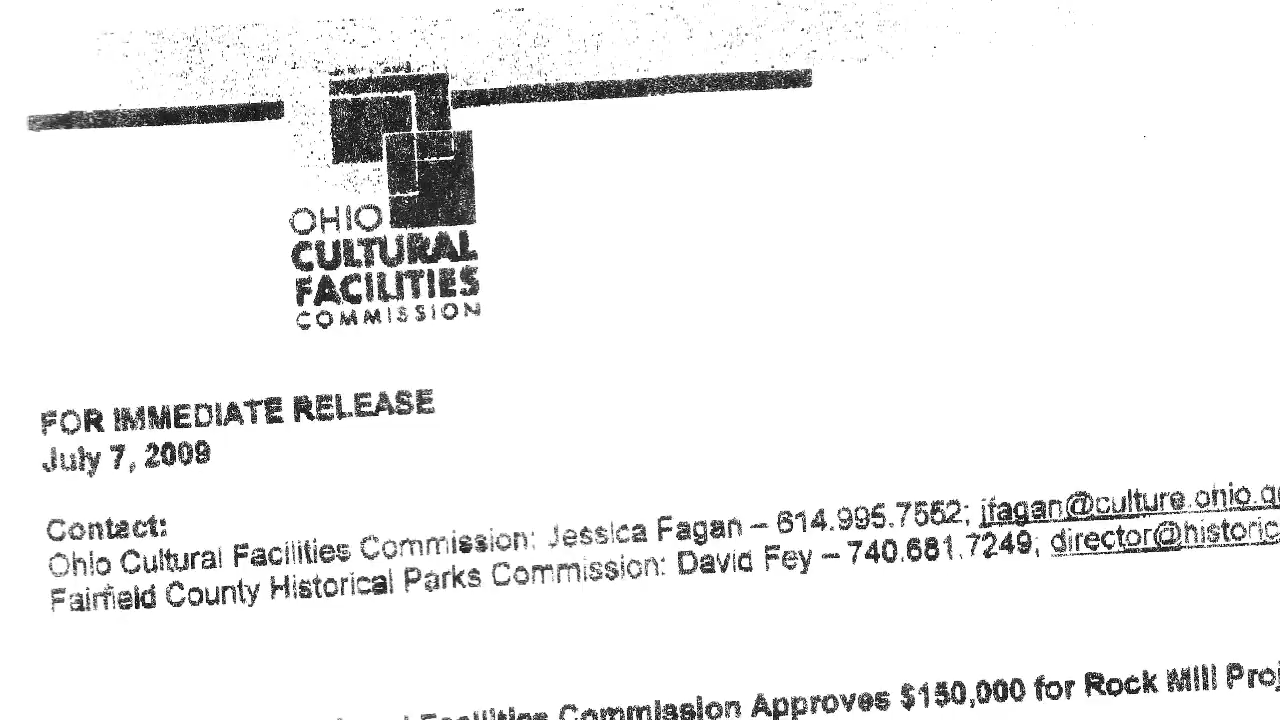 OHIO
CULTURAL
FACILITIES
COMMISSION
FOR IMMEDIATE RELEASE
July 7, 2009
Contact:
Ohio Cultural Facilities Commission: Jessica Fagan – 614.995.7552; jfagan@culture.ohio.g
Fairfield County Historical Parks Commission: David Fey – 740.681.7249; director@historic
Facilities Commission Approves $150,000 for Rock Mill Proj